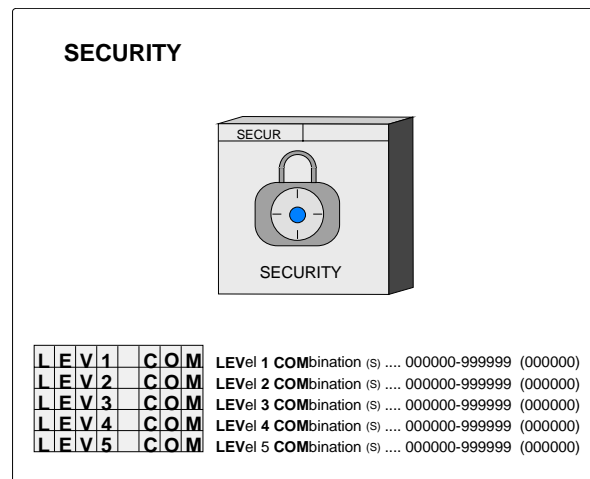 SECURITY
SECUR
SECURITY
LEV1 COM LEVel 1 COMbination (S) .... 000000-999999 (000000)
LEV2 COM LEVel 2 COMbination (S) .... 000000-999999 (000000)
LEV3 COM LEVel 3 COMbination (S) .... 000000-999999 (000000)
LEV4 COM LEVel 4 COMbination (S) .... 000000-999999 (000000)
LEV5 COM LEVel 5 COMbination (S) .... 000000-999999 (000000)